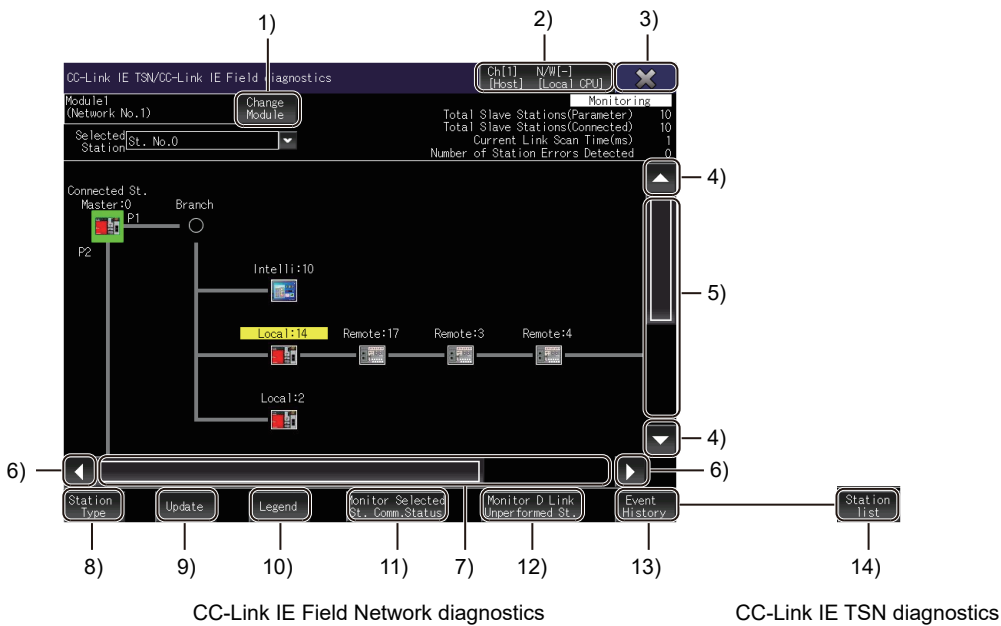 1)
2)
3)
CC-Link IE TSN/CC-Link IE Field diagnostics
Ch[1] N/W[-]
[Host] [Local CPU]
Module1
(Network No.1)
Change
Module
Monitoring
Total Slave Stations(Parameter) 10
Total Slave Stations(Connected) 10
Current Link Scan Time(ms) 1
Number of Station Errors Detected 0
Selected
Station
St. No.0
4)
Connected St.
Master:0
Branch
P1
P2
Intelli:10
5)
Local:14
Remote:17
Remote:3
Remote:4
Local:2
4)
6)
6)
Station
Type
Update
Legend
Monitor Selected
St. Comm.Status
Monitor D Link
Unperformed St.
Event
History
Station
list
8)
9)
10)
11)
7)
12)
13)
14)
CC-Link IE Field Network diagnostics
CC-Link IE TSN diagnostics